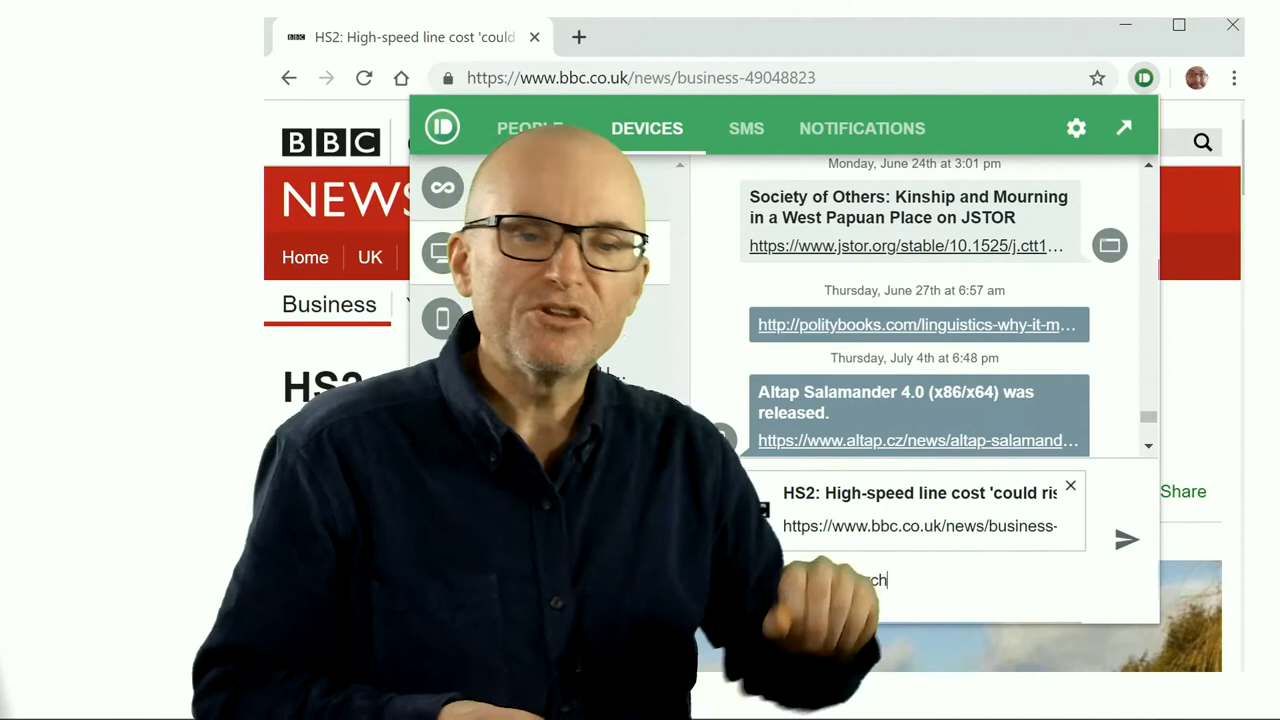 BBC HS2: High-speed line cost 'could
https://www.bbc.co.uk/news/business-49048823
BBC
NEWS
Home
UK
Business
HS2
PEOPLE
DEVICES
SMS
NOTIFICATIONS
Monday, June 24th at 3:01 pm
Society of Others: Kinship and Mourning
in a West Papuan Place on JSTOR
https://www.jstor.org/stable/10.1525/j.ctt1…
Thursday, June 27th at 6:57 am
http://politybooks.com/linguistics-why-it-m…
Thursday, July 4th at 6:48 pm
Altap Salamander 4.0 (x86/x64) was
released.
https://www.altap.cz/news/altap-salamand…
HS2: High-speed line cost 'could ris
https://www.bbc.co.uk/news/business-
ch
Share